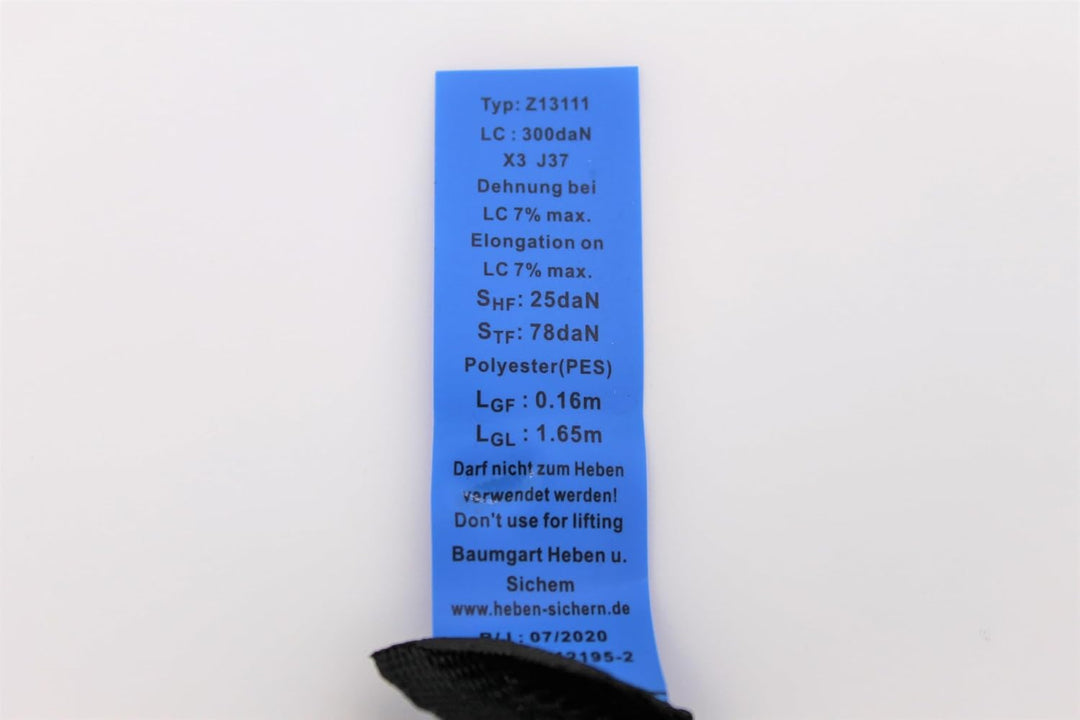 Typ: Z13111
LC : 300daN
X3 J37
Dehnung bei
LC 7% max.
Elongation on
LC 7% max.
SHF: 25daN
STF: 78daN
Polyester(PES)
LGF : 0.16m
LGL : 1.65m
Darf nicht zum Heben
verwendet werden!
Don't use for lifting
Baumgart Heben u.
Sichem
www.heben-sichern.de
07/2020
12195-2